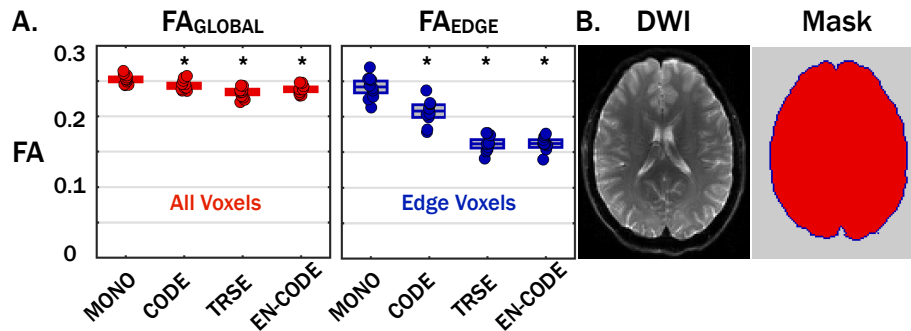 A.
FAGLOBAL
FAEDGE
B.
DWI
Mask
0.3
0.2
FA
0.1
0
* * *
* * *
All Voxels
Edge Voxels
MONO
CODE
TRSE
EN-CODE
MONO
CODE
TRSE
EN-CODE